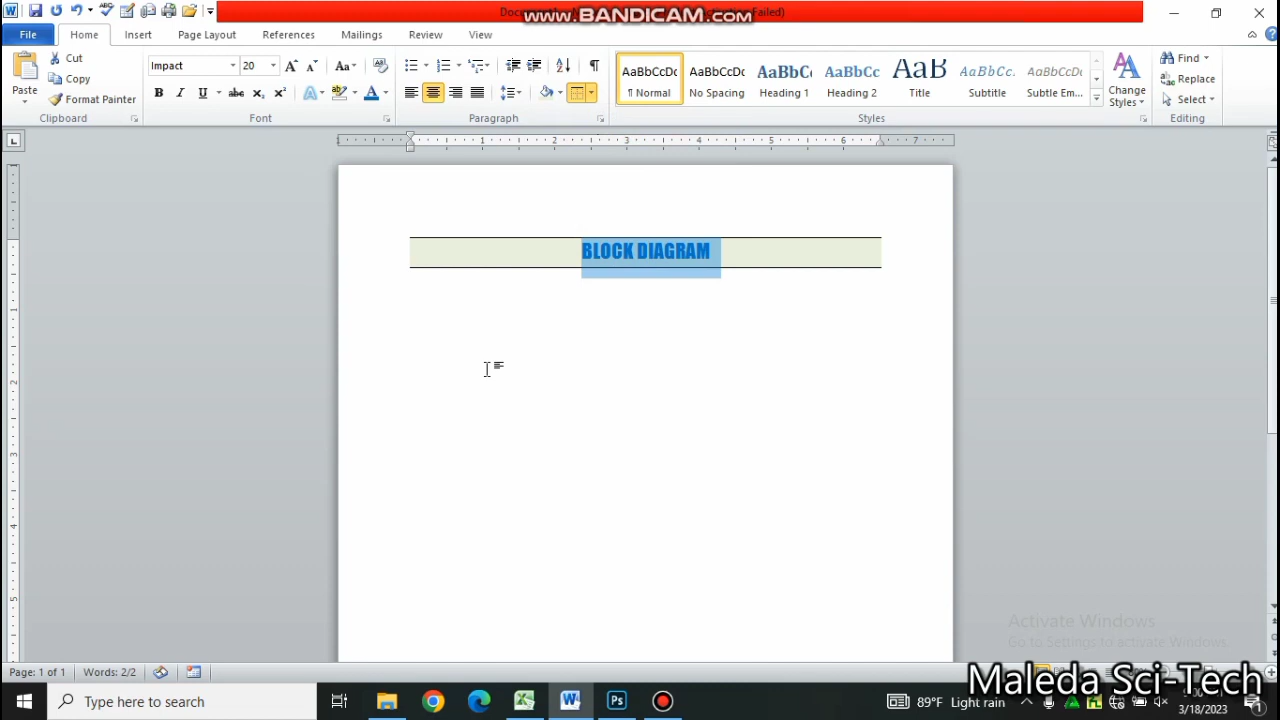 www.BANDICAM.com
File Home Insert Page Layout References Mailings Review View
Paste
Cut
Copy
Format Painter
Clipboard
Impact 20
Font
Paragraph
AaBbCcDc AaBbCcDc AaBbC AaBbCc AaB AaBbCc. AaBbCcDc
¶ Normal No Spacing Heading 1 Heading 2 Title Subtitle Subtle Em...
Change Styles
Styles
Find
Replace
Select
Editing
BLOCK DIAGRAM
Activate Windows
Go to Settings to activate Windows.
Page: 1 of 1 Words: 2/2
Maleda Sci-Tech
Type here to search
89°F Light rain
3/18/2023